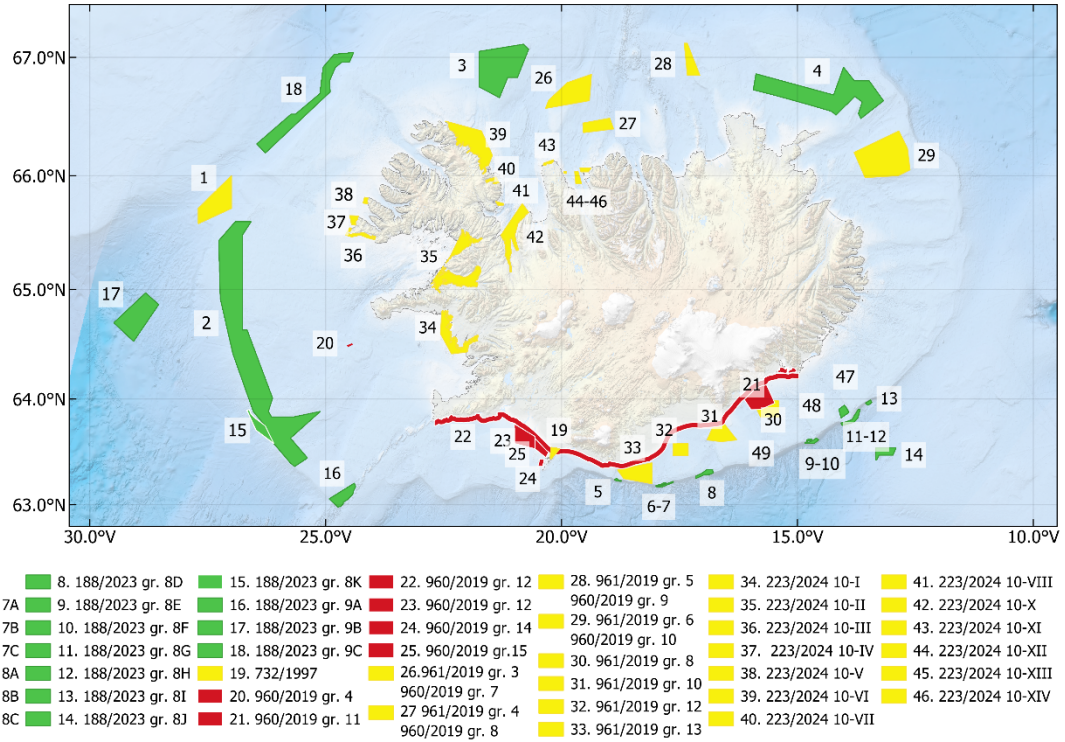 67.0°N
66.0°N
65.0°N
64.0°N
63.0°N
30.0°V
25.0°V
20.0°V
15.0°V
10.0°V
18
3
26
28
4
27
39
43
29
1
40
38
41
44-46
37
42
36
35
17
2
34
20
21
47
13
48
30
15
22
23
19
31
32
11-12
25
33
49
9-10
14
24
16
5
8
6-7
7A
7B
7C
8A
8B
8C
8. 188/2023 gr. 8D
9. 188/2023 gr. 8E
10. 188/2023 gr. 8F
11. 188/2023 gr. 8G
12. 188/2023 gr. 8H
13. 188/2023 gr. 8I
14. 188/2023 gr. 8J
15. 188/2023 gr. 8K
16. 188/2023 gr. 9A
17. 188/2023 gr. 9B
18. 188/2023 gr. 9C
19. 732/1997
20. 960/2019 gr. 4
21. 960/2019 gr. 11
22. 960/2019 gr. 12
23. 960/2019 gr. 12
24. 960/2019 gr. 14
25. 960/2019 gr.15
26.961/2019 gr. 3
960/2019 gr. 7
27 961/2019 gr. 4
960/2019 gr. 8
28. 961/2019 gr. 5
960/2019 gr. 9
29. 961/2019 gr. 6
960/2019 gr. 10
30. 961/2019 gr. 8
31. 961/2019 gr. 10
32. 961/2019 gr. 12
33. 961/2019 gr. 13
34. 223/2024 10-I
35. 223/2024 10-II
36. 223/2024 10-III
37. 223/2024 10-IV
38. 223/2024 10-V
39. 223/2024 10-VI
40. 223/2024 10-VII
41. 223/2024 10-VIII
42. 223/2024 10-X
43. 223/2024 10-XI
44. 223/2024 10-XII
45. 223/2024 10-XIII
46. 223/2024 10-XIV